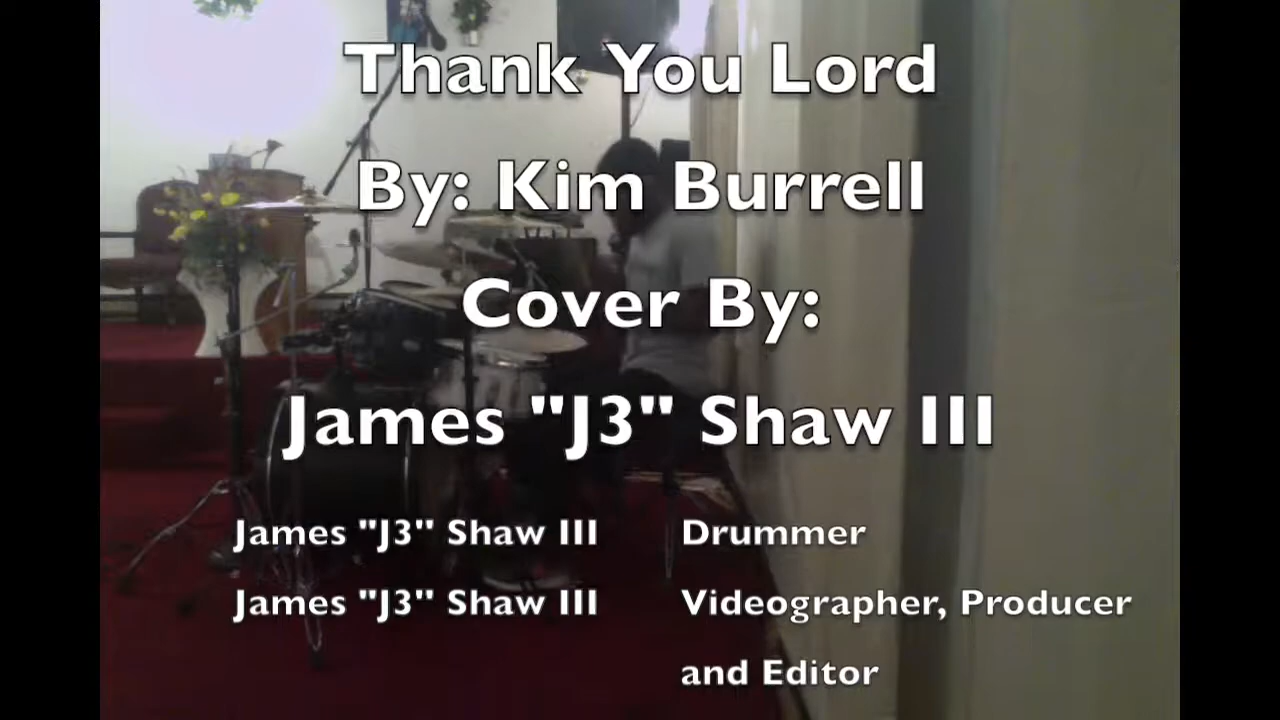 Thank You Lord
By: Kim Burrell
Cover By:
James "J3" Shaw III
James "J3" Shaw III Drummer
James "J3" Shaw III Videographer, Producer
and Editor